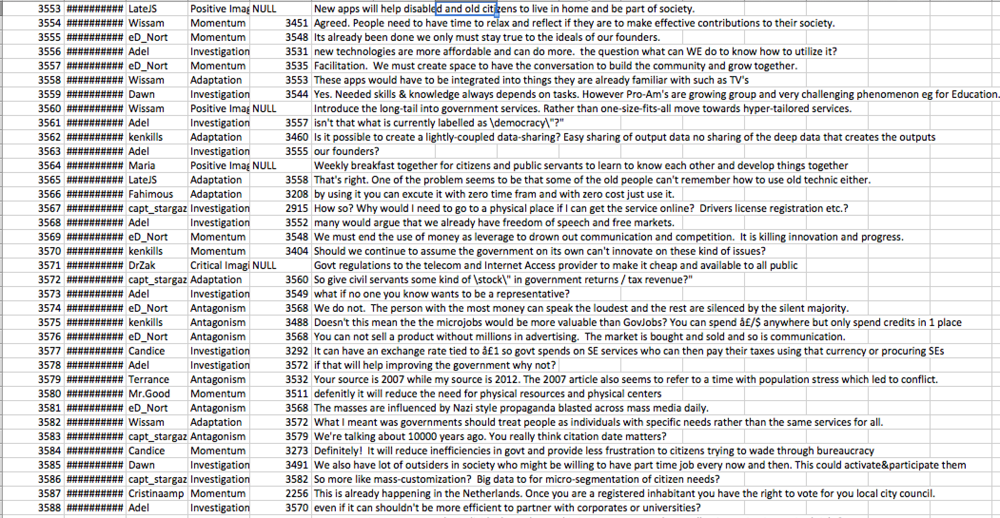 3553 ########## LateJS Positive Imag NULL New apps will help disabled and old citizens to live in home and be part of society.
3554 ########## Wissam Momentum 3451 Agreed. People need to have time to relax and reflect if they are to make effective contributions to their society.
3555 ########## eD_Nort Momentum 3548 Its already been done we only must stay true to the ideals of our founders.
3556 ########## Adel Investigation 3531 new technologies are more affordable and can do more.  the question what can WE do to know how to utilize it?
3557 ########## eD_Nort Momentum 3535 Facilitation.  We must create space to have the conversation to build the community and grow together.
3558 ########## Wissam Adaptation 3553 These apps would have to be integrated into things they are already familiar with such as TV's
3559 ########## Dawn Investigation 3544 Yes. Needed skills & knowledge always depends on tasks. However Pro-Am's are growing group and very challenging phenomenon eg for Education.
3560 ########## Wissam Positive Imag NULL Introduce the long-tail into government services. Rather than one-size-fits-all move towards hyper-tailored services.
3561 ########## Adel Investigation 3557 isn't that what is currently labelled as \democracy\"?"
3562 ########## kenkills Adaptation 3460 Is it possible to create a lightly-coupled data-sharing? Easy sharing of output data no sharing of the deep data that creates the outputs
3563 ########## Adel Investigation 3555 our founders?
3564 ########## Maria Positive Imag NULL Weekly breakfast together for citizens and public servants to learn to know each other and develop things together
3565 ########## LateJS Adaptation 3558 That's right. One of the problem seems to be that some of the old people can't remember how to use old technic either.
3566 ########## Fahimous Adaptation 3208 by using it you can excute it with zero time fram and with zero cost just use it.
3567 ########## capt_stargaz Investigation 2915 How so? Why would I need to go to a physical place if I can get the service online?  Drivers license registration etc.?
3568 ########## Adel Investigation 3552 many would argue that we already have freedom of speech and free markets.
3569 ########## eD_Nort Momentum 3548 We must end the use of money as leverage to drown out communication and competition.  It is killing innovation and progress.
3570 ########## kenkills Momentum 3404 Should we continue to assume the government on its own can't innovate on these kind of issues?
3571 ########## DrZak Critical Imagi NULL Govt regulations to the telecom and Internet Access provider to make it cheap and available to all public
3572 ########## capt_stargaz Adaptation 3560 So give civil servants some kind of \stock\" in government returns / tax revenue?"
3573 ########## Adel Investigation 3549 what if no one you know wants to be a representative?
3574 ########## eD_Nort Antagonism 3568 We do not.  The person with the most money can speak the loudest and the rest are silenced by the silent majority.
3575 ########## kenkills Antagonism 3488 Doesn't this mean the the microjobs would be more valuable than GovJobs? You can spend å£/$ anywhere but only spend credits in 1 place
3576 ########## eD_Nort Antagonism 3568 You can not sell a product without millions in advertising.  The market is bought and sold and so is communication.
3577 ########## Candice Investigation 3292 It can have an exchange rate tied to å£1 so govt spends on SE services who can then pay their taxes using that currency or procuring SEs
3578 ########## Adel Investigation 3572 if that will help improving the government why not?
3579 ########## Terrance Antagonism 3532 Your source is 2007 while my source is 2012. The 2007 article also seems to refer to a time with population stress which led to conflict.
3580 ########## Mr.Good Momentum 3511 defenitly it will reduce the need for physical resources and physical centers
3581 ########## eD_Nort Antagonism 3568 The masses are influenced by Nazi style propaganda blasted across mass media daily.
3582 ########## Wissam Adaptation 3572 What I meant was governments should treat people as individuals with specific needs rather than the same services for all.
3583 ########## capt_stargaz Antagonism 3579 We're talking about 10000 years ago. You really think citation date matters?
3584 ########## Candice Momentum 3273 Definitely!  It will reduce inefficiencies in govt and provide less frustration to citizens trying to wade through bureaucracy
3585 ########## Dawn Investigation 3491 We also have lot of outsiders in society who might be willing to have part time job every now and then. This could activate&participate them
3586 ########## capt_stargaz Investigation 3582 So more like mass-customization?  Big data to for micro-segmentation of citizen needs?
3587 ########## Cristinaamp Momentum 2256 This is already happening in the Netherlands. Once you are a registered inhabitant you have the right to vote for you local city council.
3588 ########## Adel Investigation 3570 even if it can shouldn't be more efficient to partner with corporates or universities?